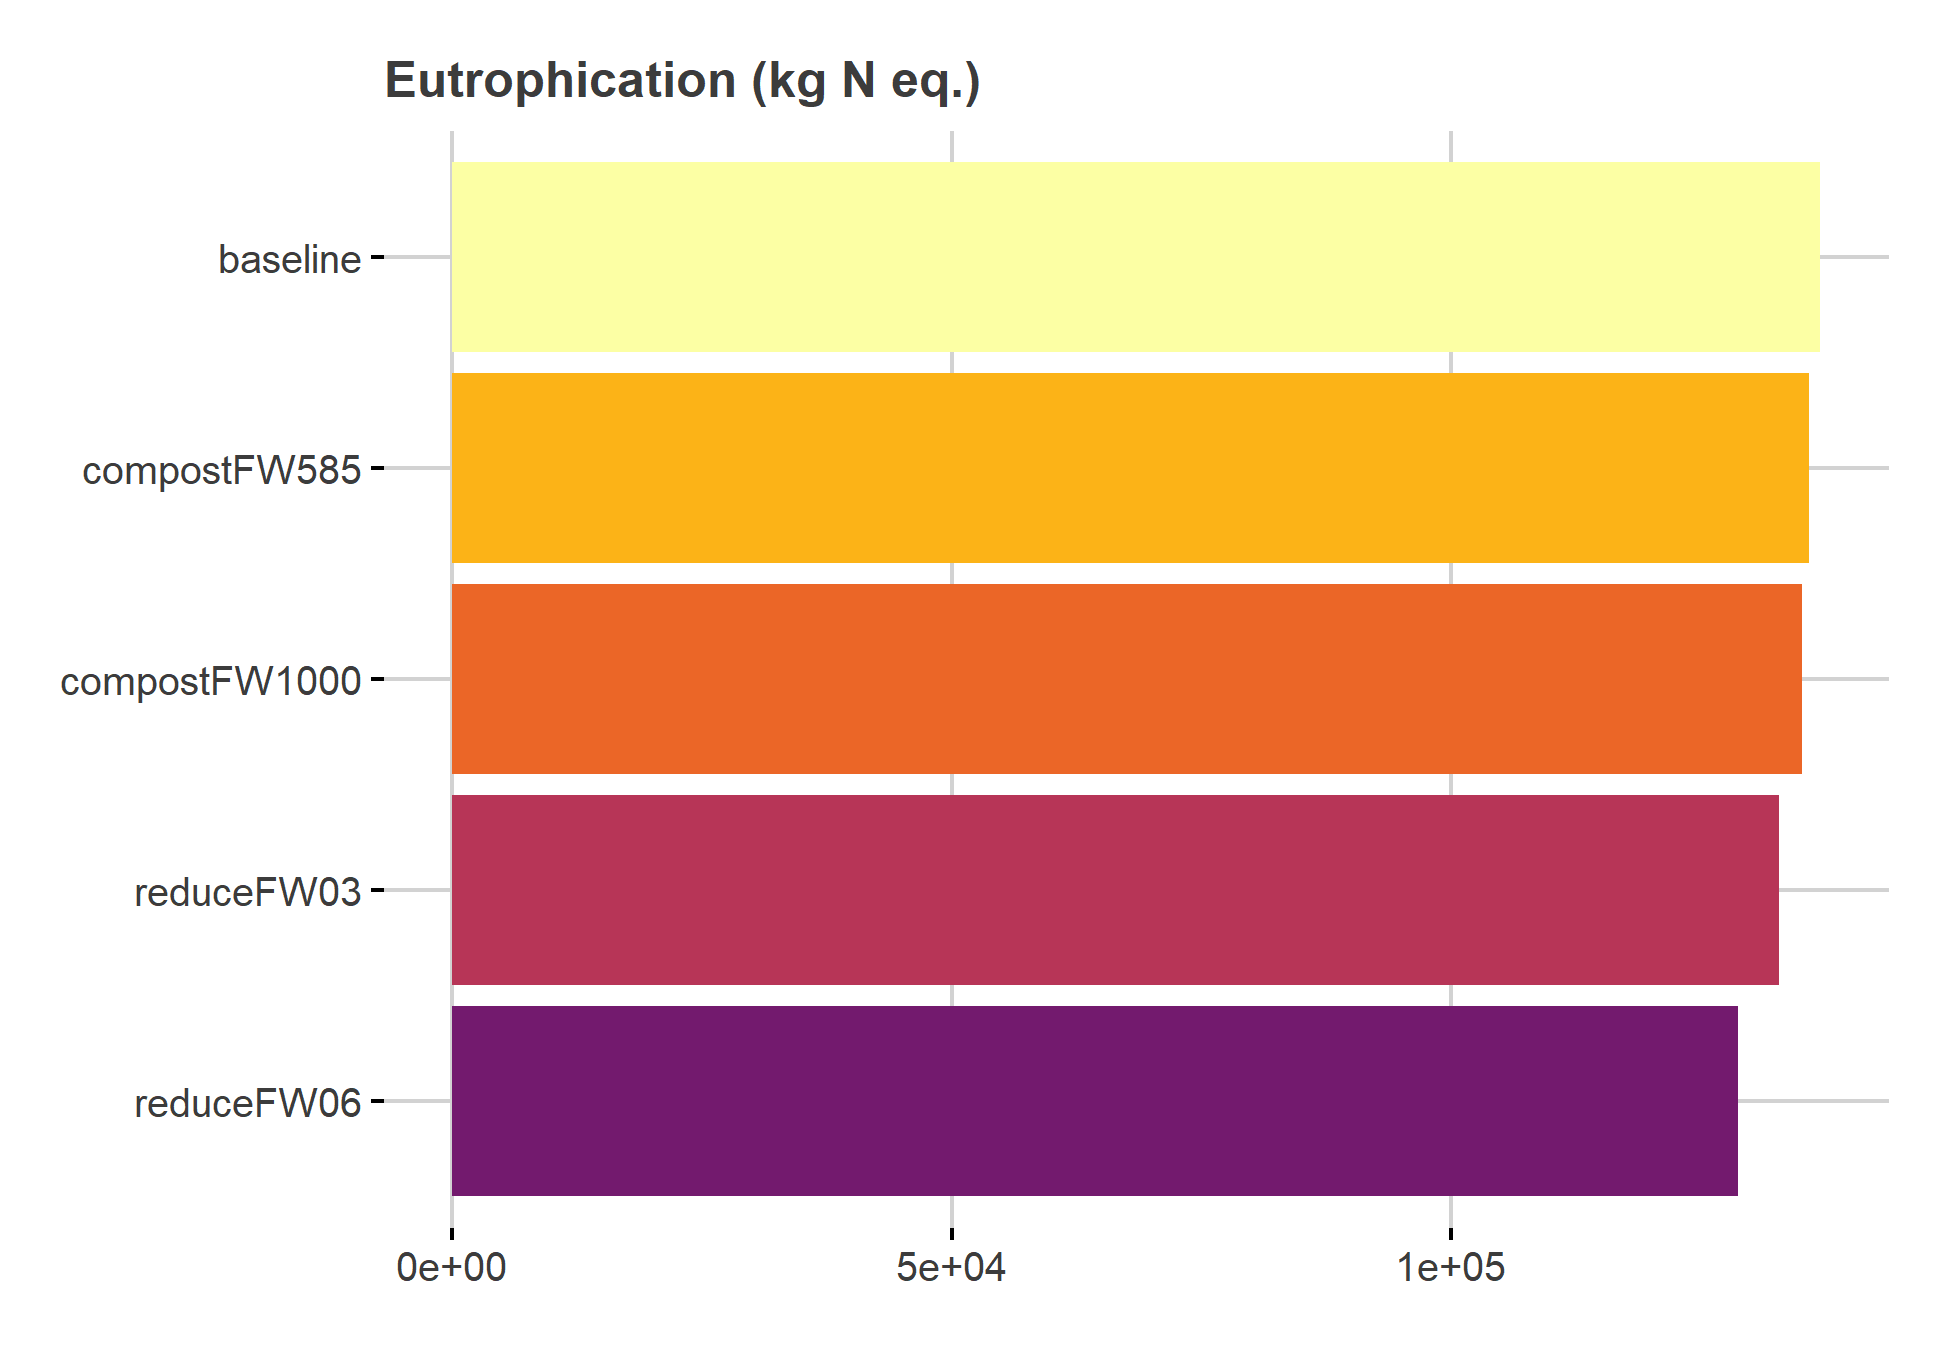 Eutrophication (kg N eq.)
baseline
compostFW585
compostFW1000
reduceFW03
reduceFW06
0e+00 5e+04 1e+05